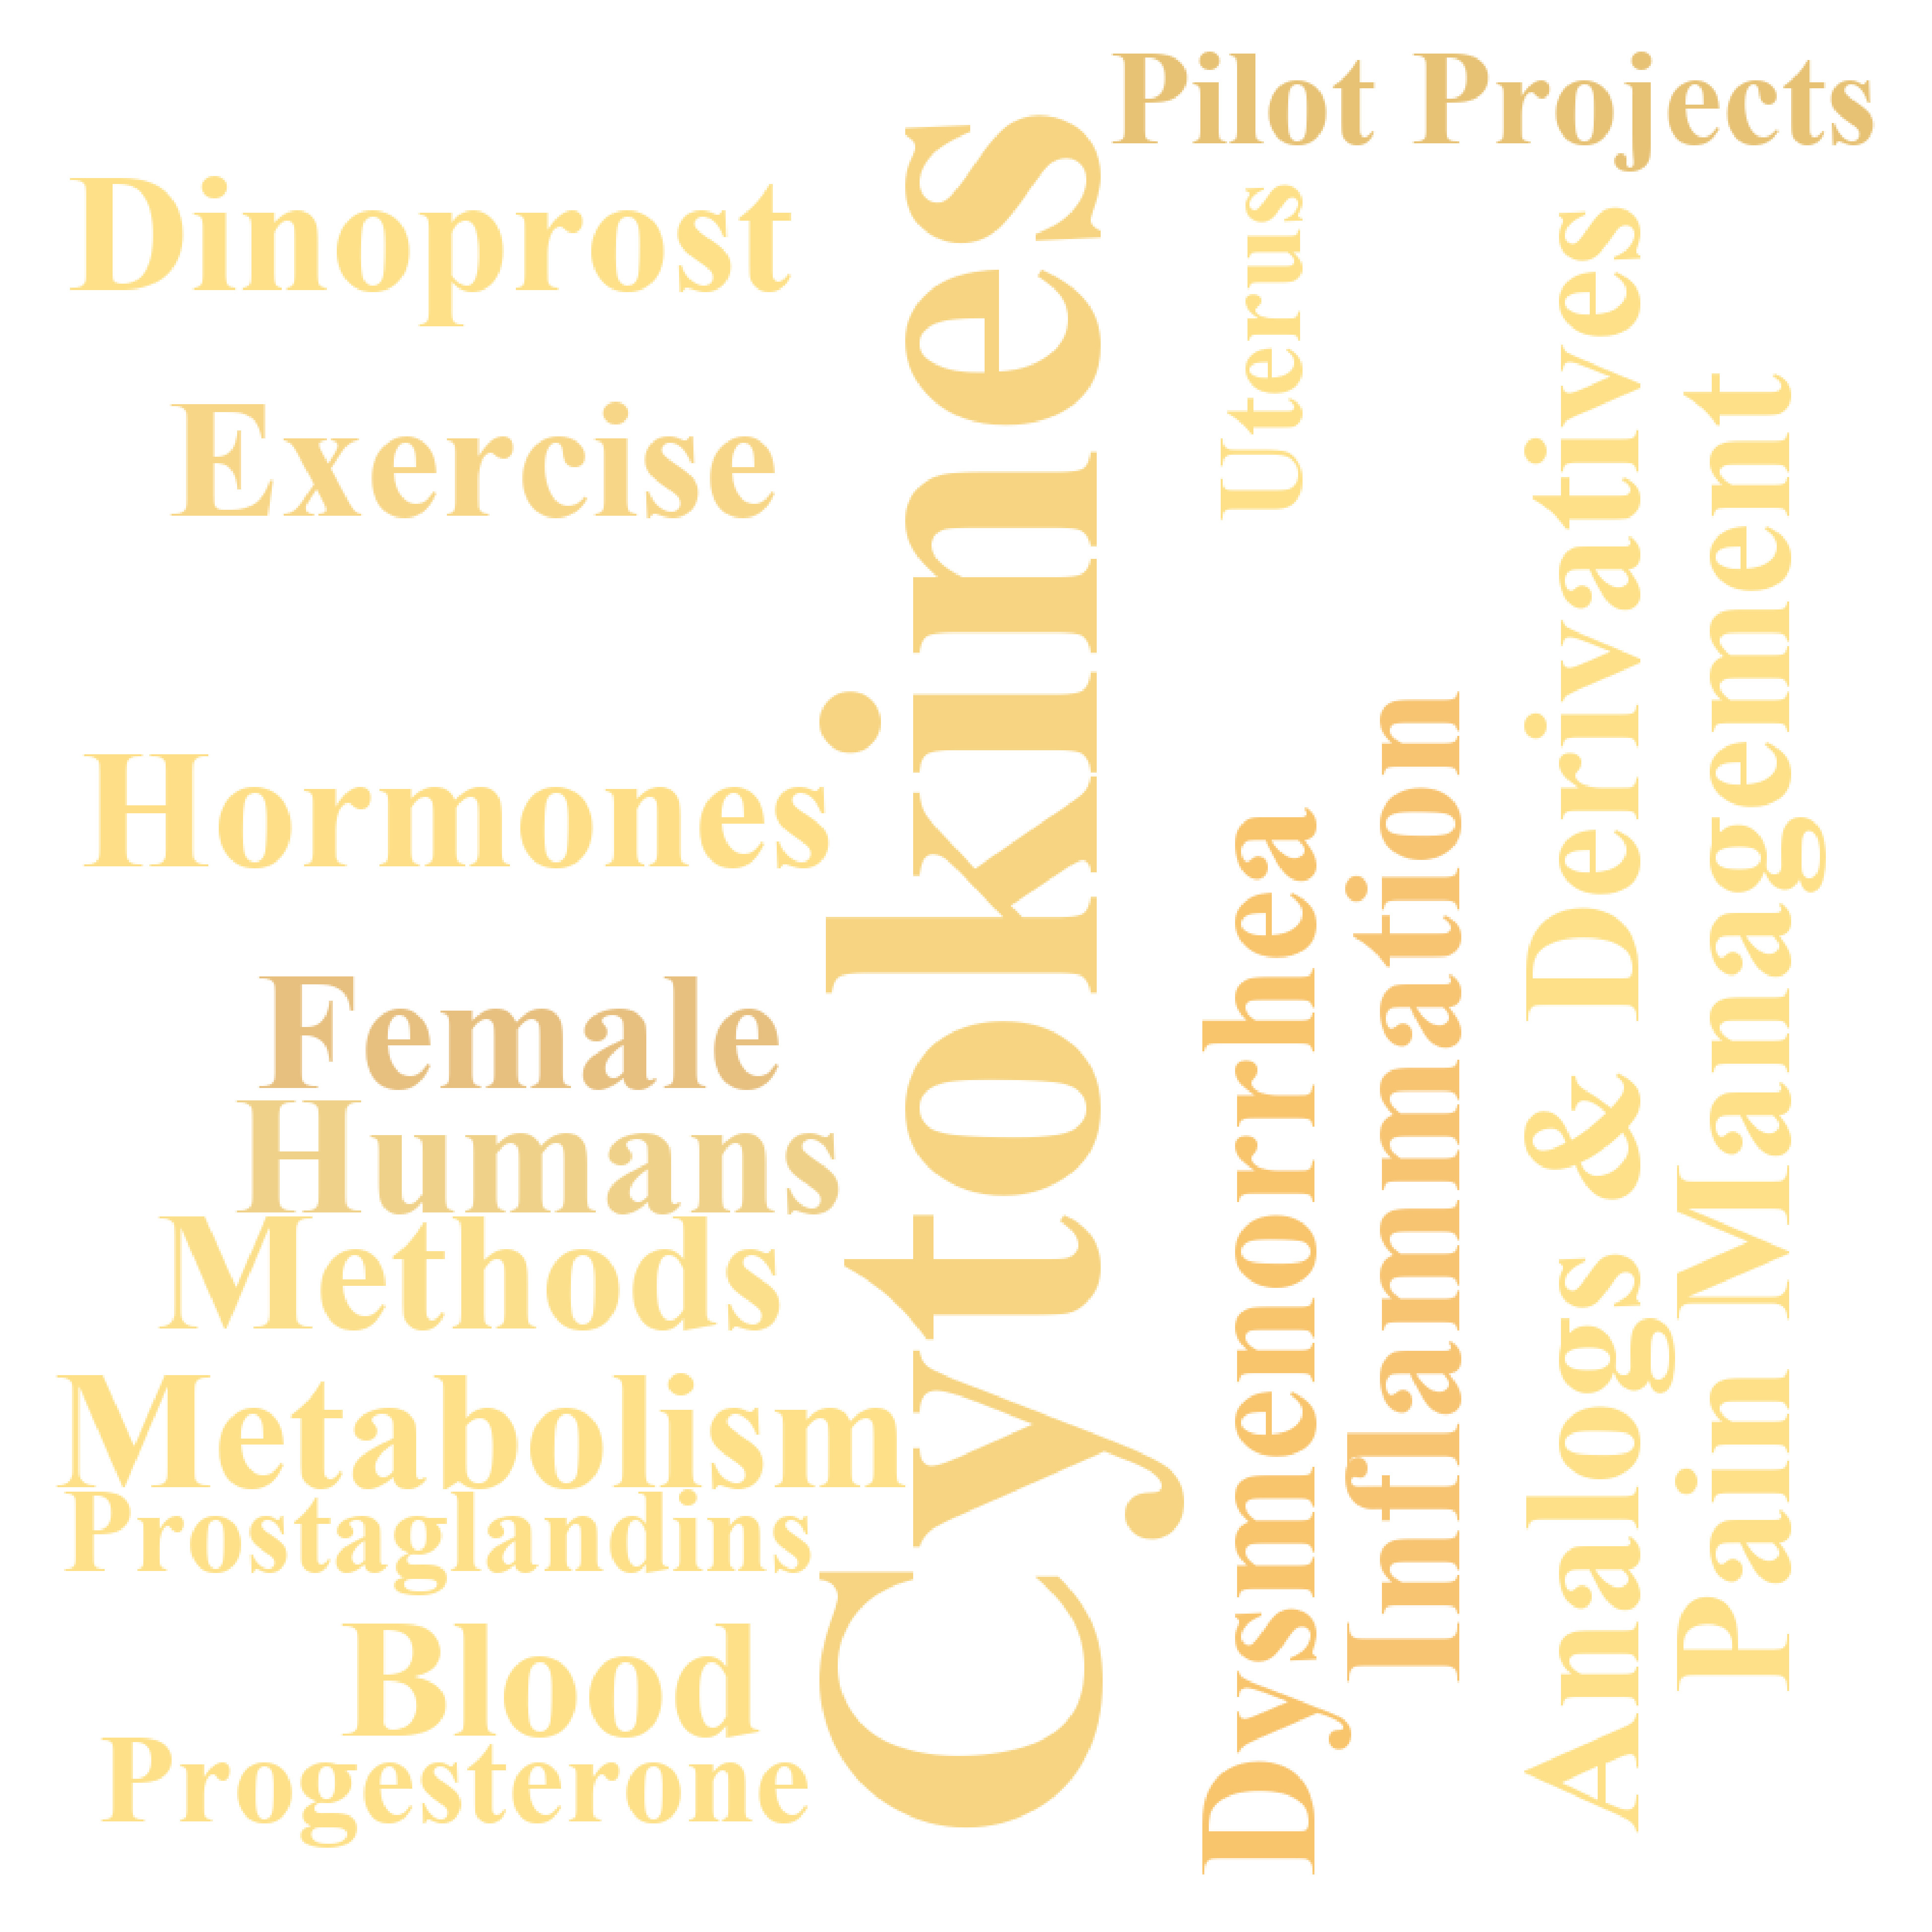 Pilot Projects
Dinoprost
Exercise
Hormones
Female
Humans
Methods
Metabolism
Prostaglandins
Blood
Progesterone
Cytokines
Uterus
Dysmenorrhea
Inflammation
Analogs & Derivatives
Pain Management